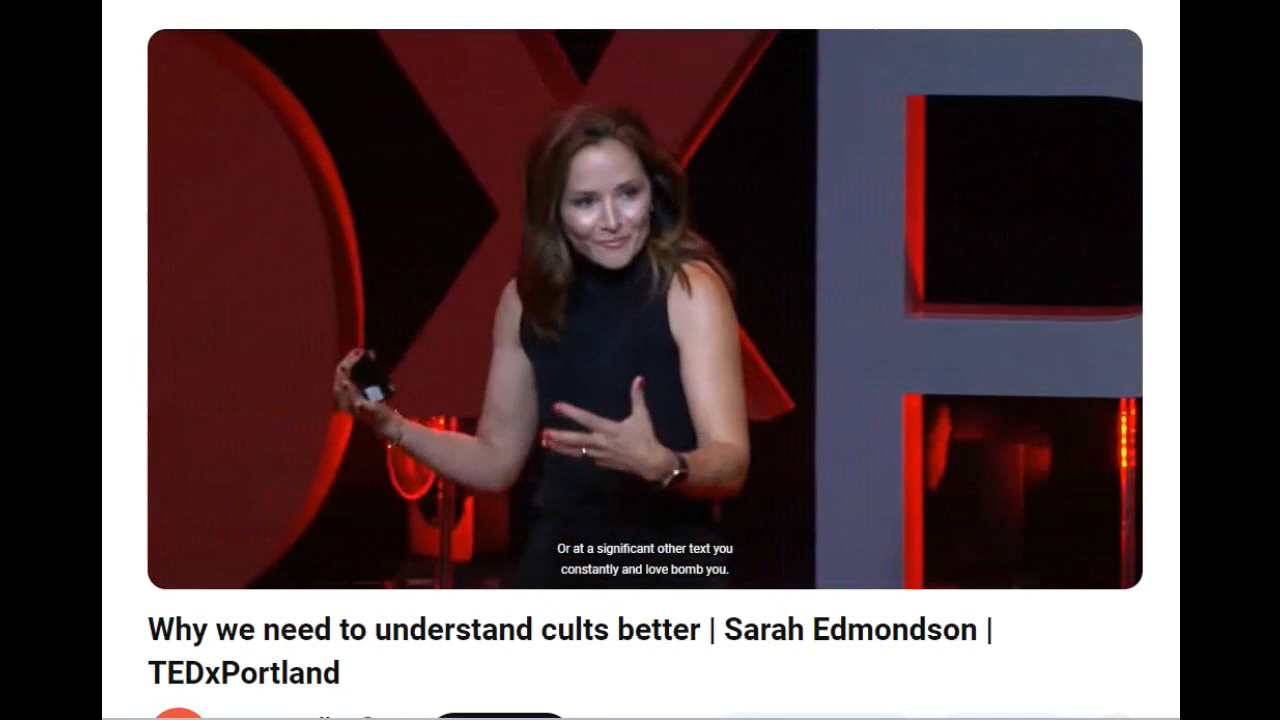 Or at a significant other text you
constantly and love bomb you.
Why we need to understand cults better | Sarah Edmondson |
TEDxPortland